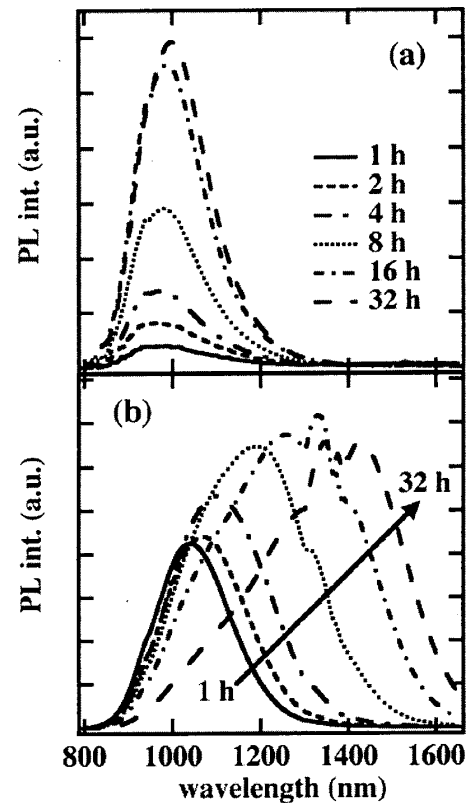 (a)
PL int. (a.u.)
1 h
2 h
4 h
8 h
16 h
32 h
(b)
PL int. (a.u.)
32 h
1 h
800 1000 1200 1400 1600
wavelength (nm)